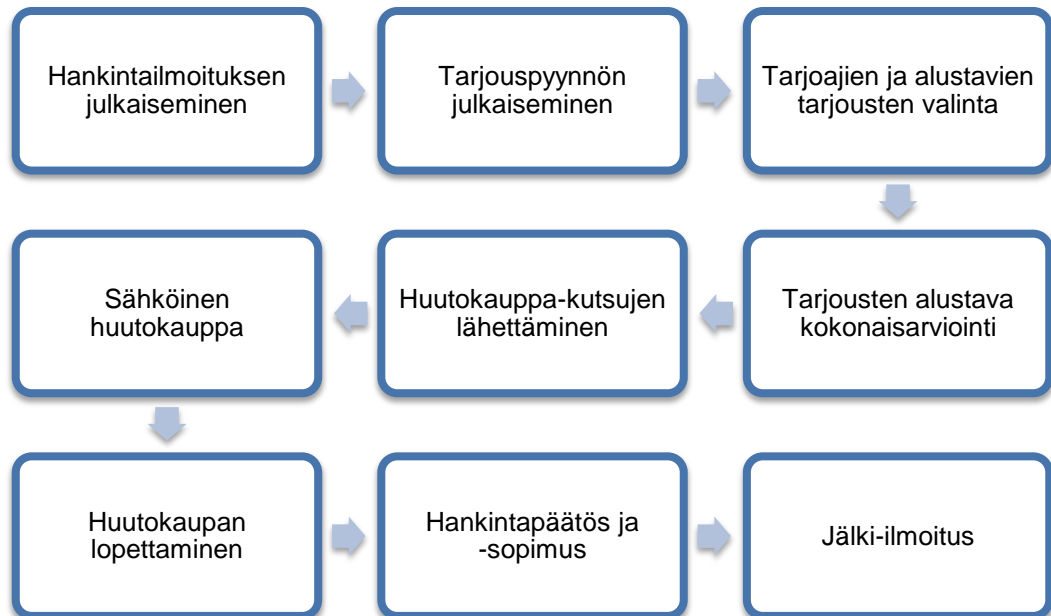 Hankintailmoituksen
julkaiseminen
Tarjouspyynnön
julkaiseminen
Tarjoajien ja alustavien
tarjousten valinta
Tarjousten alustava
kokonaisarviointi
Huutokauppa-kutsujen
lähettäminen
Sähköinen
huutokauppa
Huutokaupan
lopettaminen
Hankintapäätös ja
-sopimus
Jälki-ilmoitus